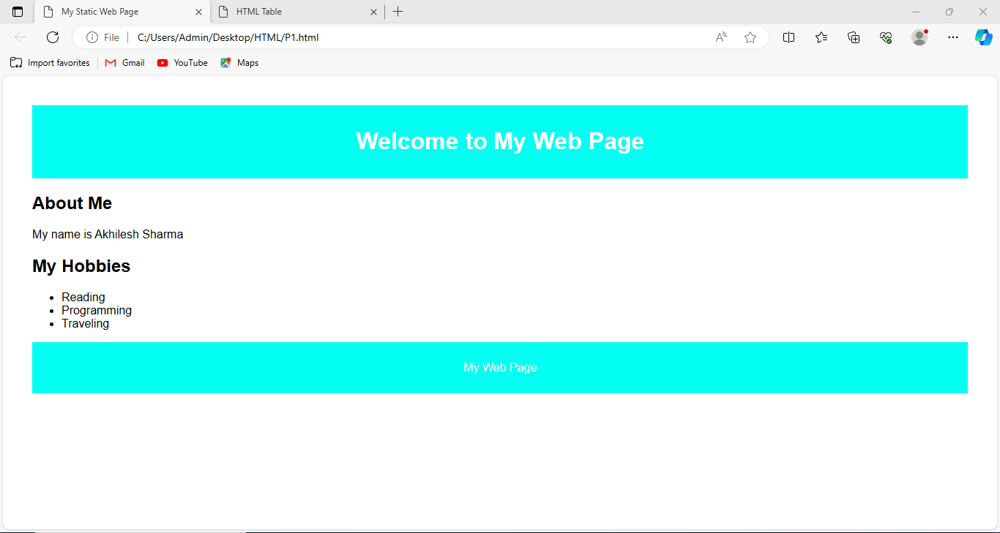 My Static Web Page
HTML Table
File
C:/Users/Admin/Desktop/HTML/P1.html
Import favorites
Gmail
YouTube
Maps
Welcome to My Web Page
About Me
My name is Akhilesh Sharma
My Hobbies
Reading
Programming
Traveling
My Web Page